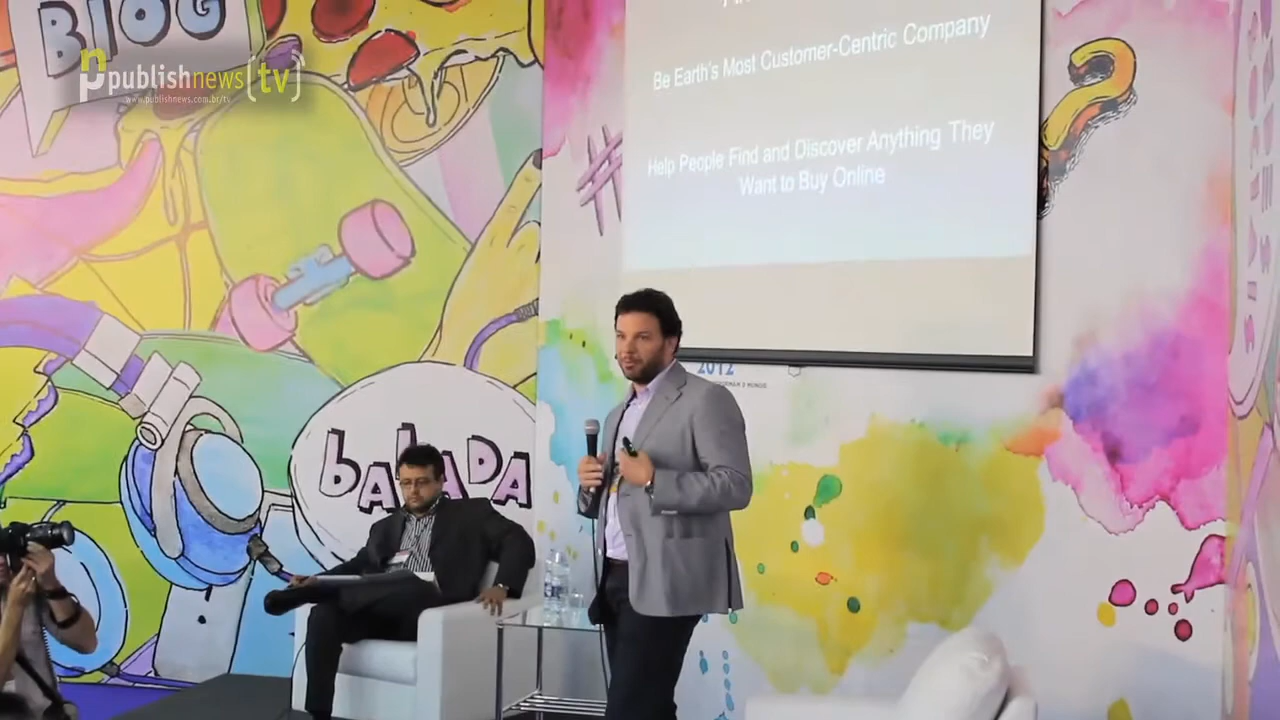 BlOG
publishnews[tv]
www.publishnews.com.br/tv
Be Earth's Most Customer-Centric Company
Help People Find and Discover Anything They
Want to Buy Online
#
?
2012
baLADA